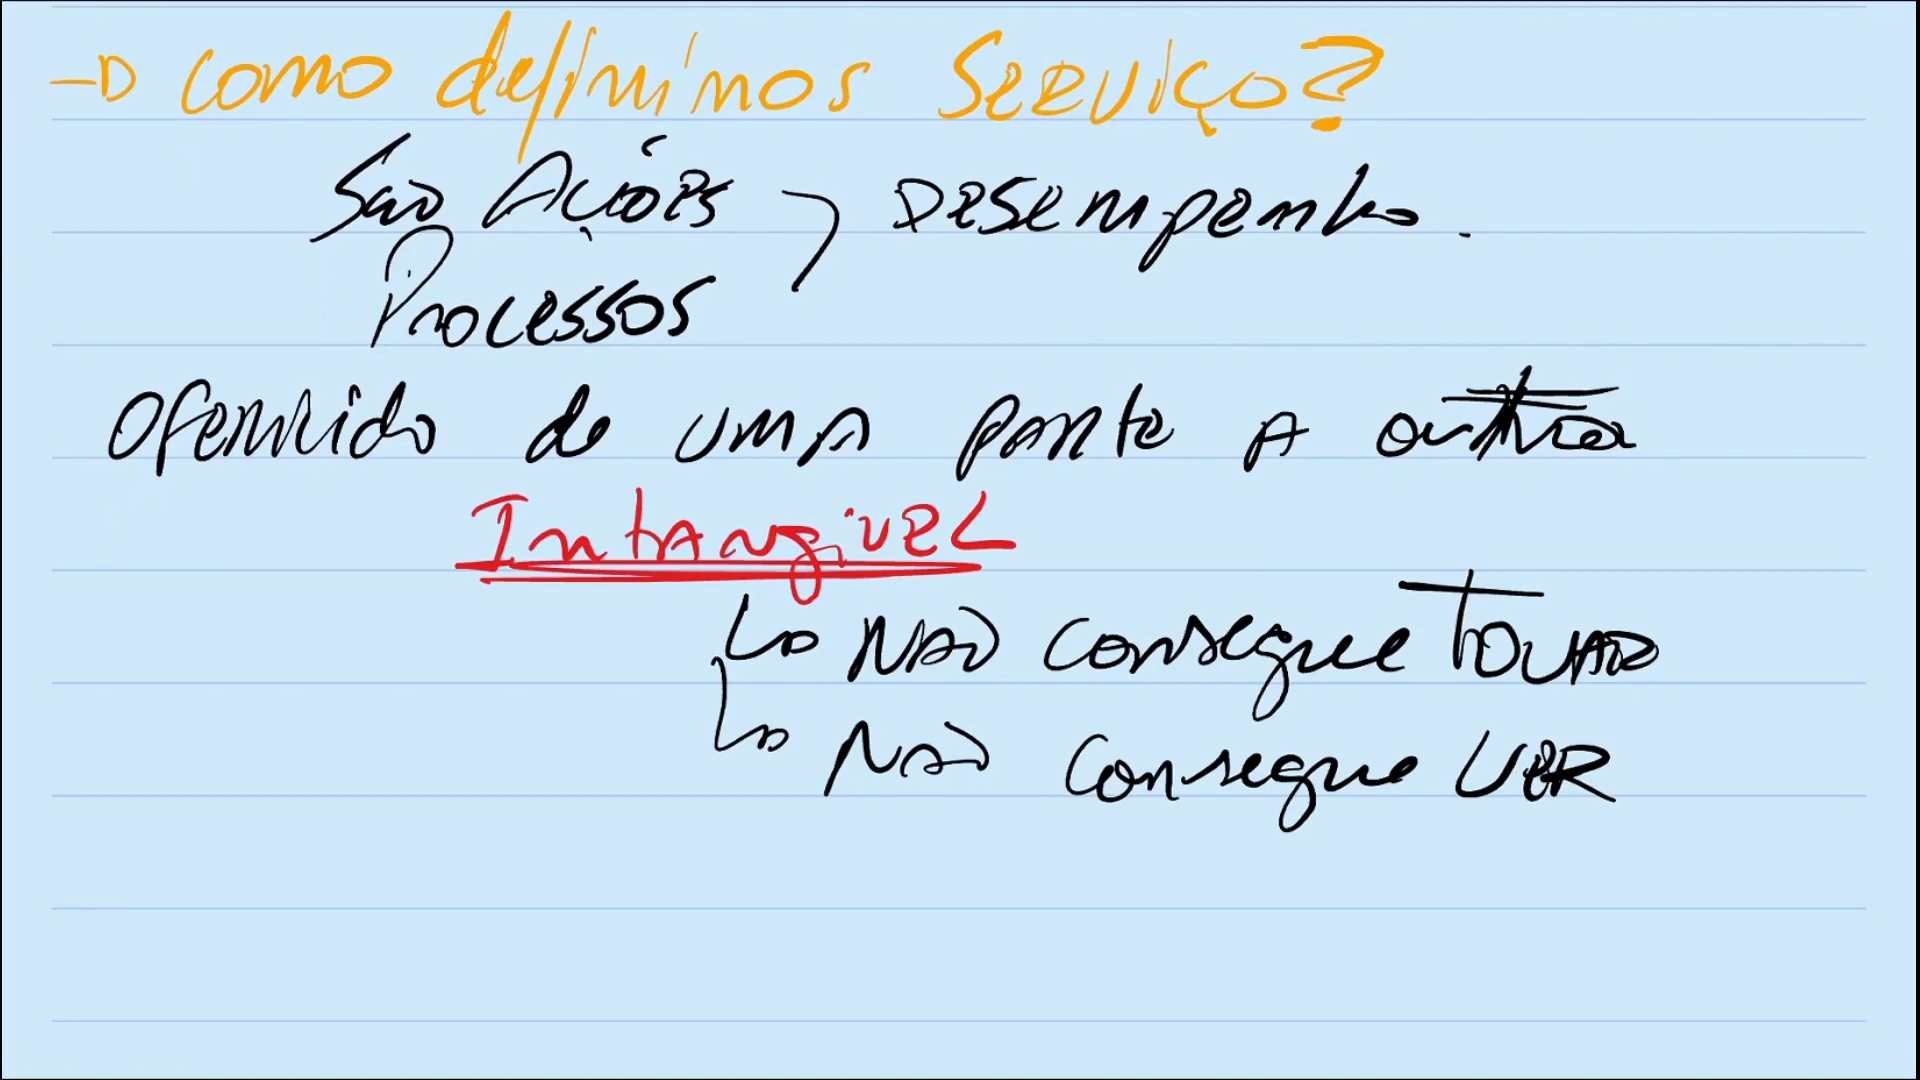 → Como definimos Serviço?
São Ações, Desempenho.
Processos
Oferecido de uma parte a outra
Intangível
↳ Não consegue Tocar
↳ Não consegue Ver